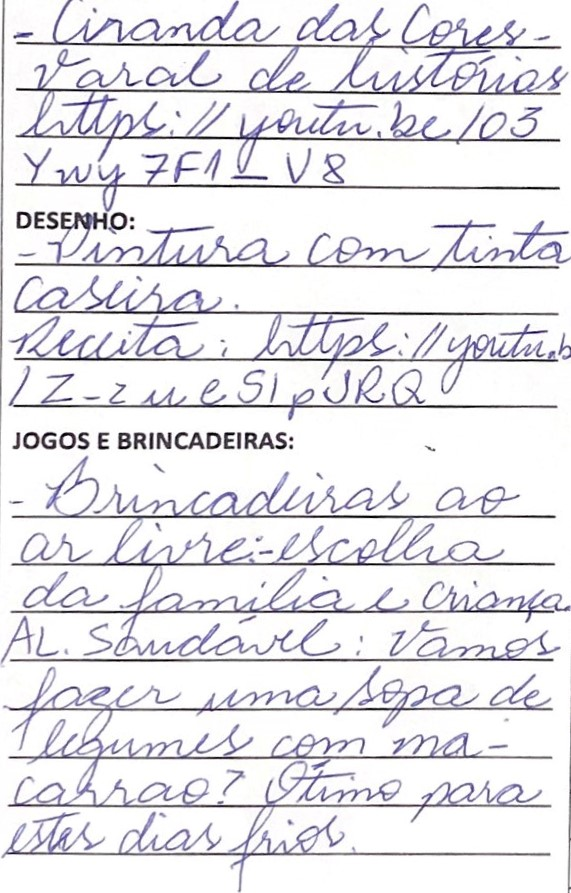 - Ciranda das Cores -
Varal de histórias
https://youtu.be/03
Ywy7F1_V8
DESENHO:
- Pintura com tinta
caseira.
Receita: https://youtu.b
/Z-zueSIpJRQ
JOGOS E BRINCADEIRAS:
- Brincadeiras ao
ar livre:-escolha
da família e criança.
AL. Saudável: Vamos
fazer uma sopa de
legumes com ma-
carrao? Ótimo para
estes dias frios.